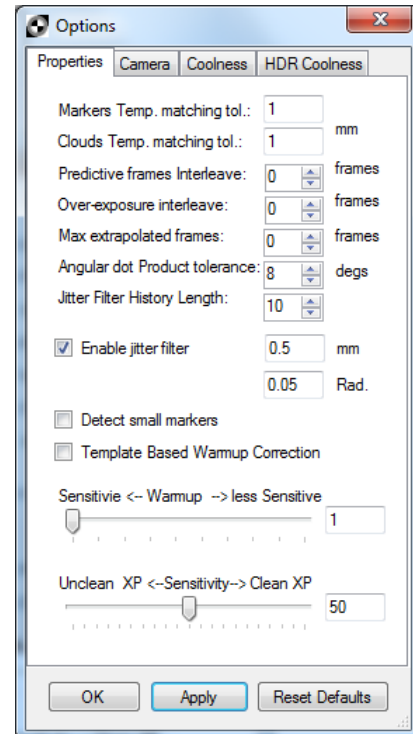 Options
Properties Camera Coolness HDR Coolness
Markers Temp. matching tol.: 1
mm
Clouds Temp. matching tol.: 1
Predictive frames Interleave: 0 frames
Over-exposure interleave: 0 frames
Max extrapolated frames: 0 frames
Angular dot Product tolerance: 8 degs
Jitter Filter History Length: 10
Enable jitter filter 0.5 mm
0.05 Rad.
Detect small markers
Template Based Warmup Correction
Sensitivie <-- Warmup --> less Sensitive
1
Unclean XP <--Sensitivity--> Clean XP
50
OK Apply Reset Defaults